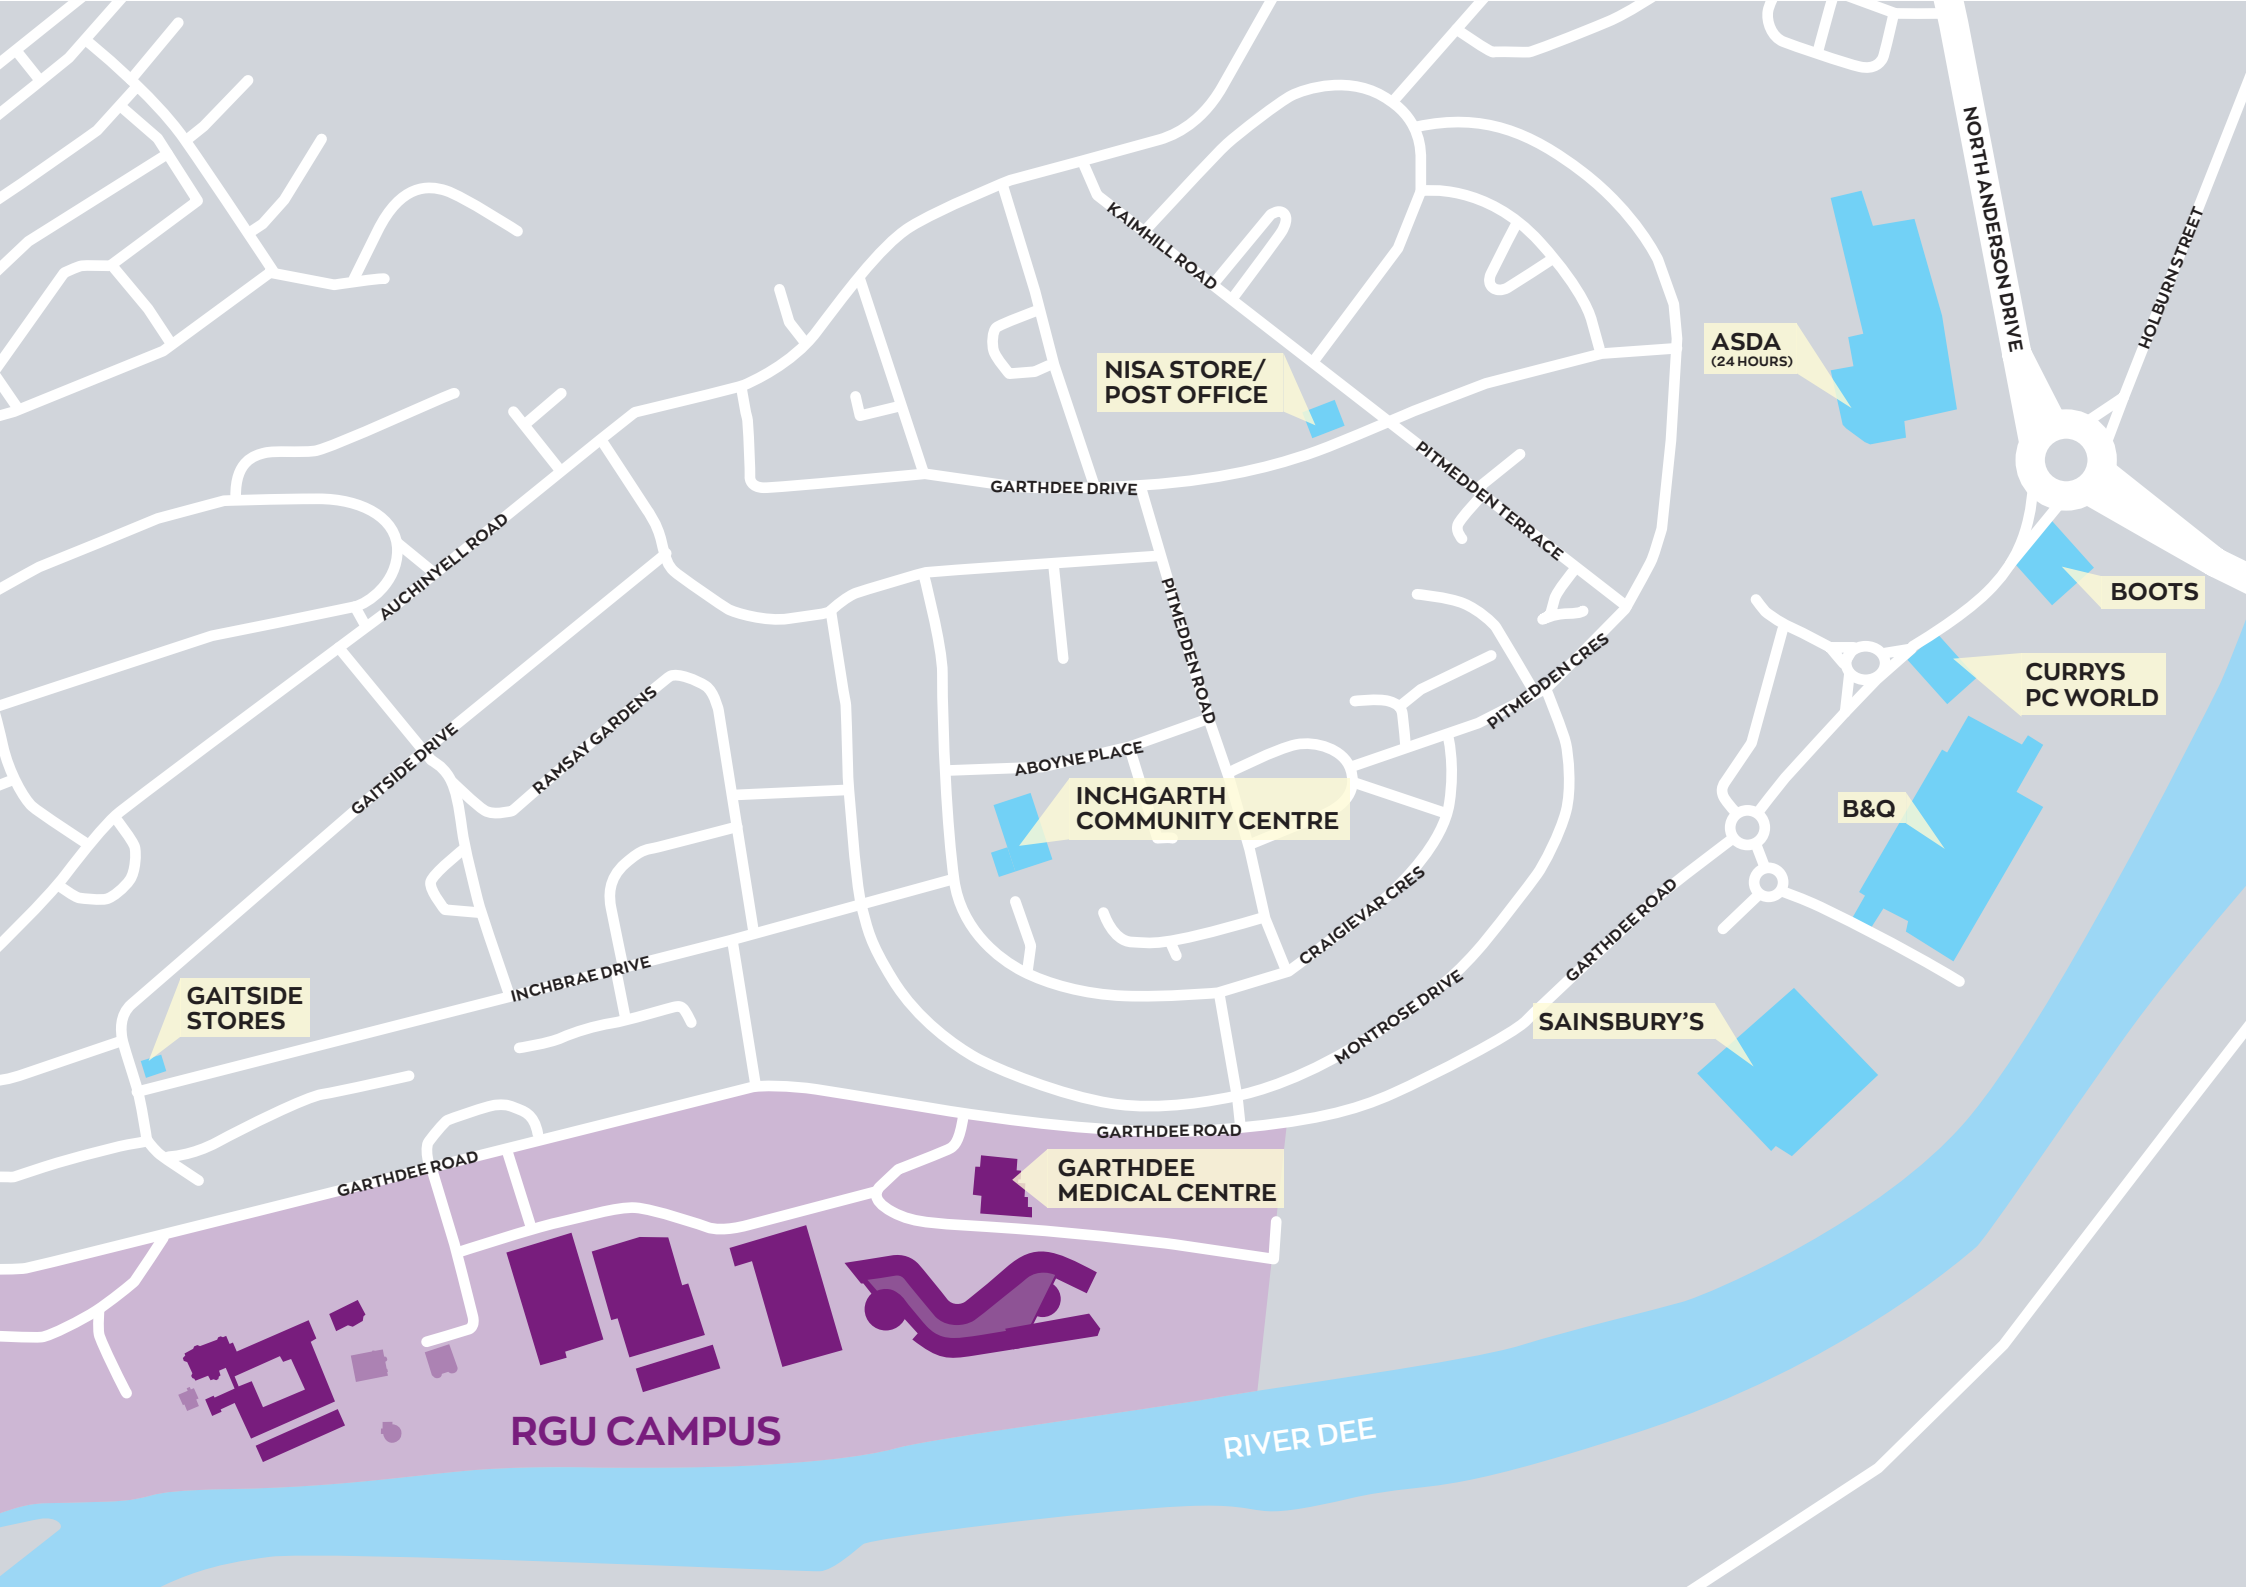 NORTH ANDERSON DRIVE
HOLBURN STREET
KAIMHILL ROAD
ASDA
(24 HOURS)
NISA STORE/
POST OFFICE
PITMEDDEN TERRACE
GARTHDEE DRIVE
AUCHINYELL ROAD
BOOTS
PITMEDDEN ROAD
PITMEDDEN CRES
CURRYS
PC WORLD
RAMSAY GARDENS
GAITSIDE DRIVE
ABOYNE PLACE
INCHGARTH
COMMUNITY CENTRE
B&Q
CRAIGIEVAR CRES
GARTHDEE ROAD
INCHBRAE DRIVE
GAITSIDE
STORES
MONTROSE DRIVE
SAINSBURY'S
GARTHDEE ROAD
GARTHDEE ROAD
GARTHDEE
MEDICAL CENTRE
RGU CAMPUS
RIVER DEE